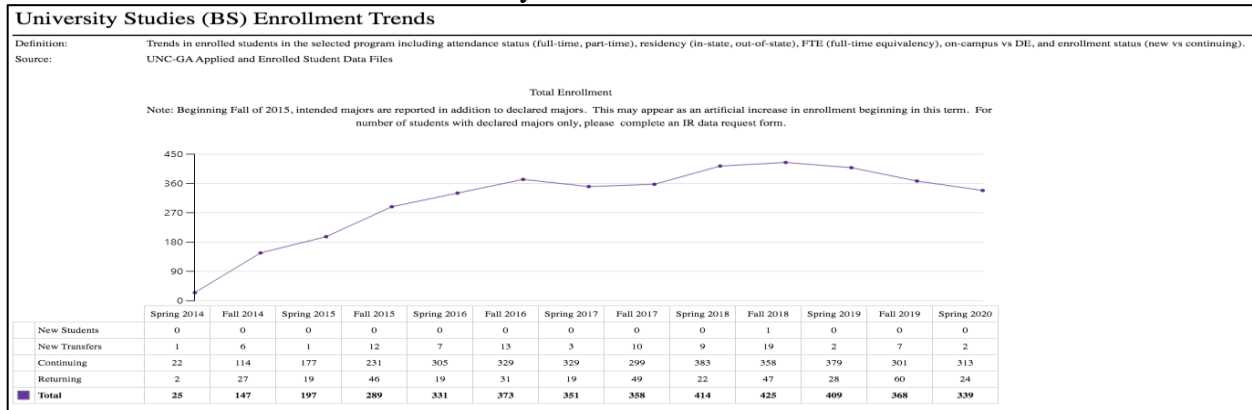 University Studies (BS) Enrollment Trends
Definition: Trends in enrolled students in the selected program including attendance status (full-time, part-time), residency (in-state, out-of-state), FTE (full-time equivalency), on-campus vs DE, and enrollment status (new vs continuing).
Source: UNC-GA Applied and Enrolled Student Data Files
Total Enrollment
Note: Beginning Fall of 2015, intended majors are reported in addition to declared majors. This may appear as an artificial increase in enrollment beginning in this term. For
number of students with declared majors only, please complete an IR data request form.
450
360
270
180
90
0
Spring 2014 Fall 2014 Spring 2015 Fall 2015 Spring 2016 Fall 2016 Spring 2017 Fall 2017 Spring 2018 Fall 2018 Spring 2019 Fall 2019 Spring 2020
New Students 0 0 0 0 0 0 0 0 0 1 0 0 0
New Transfers 1 6 1 12 7 13 3 10 9 19 2 7 2
Continuing 22 114 177 231 305 329 329 299 383 358 379 301 313
Returning 2 27 19 46 19 31 19 49 22 47 28 60 24
Total 25 147 197 289 331 373 351 358 414 425 409 368 339